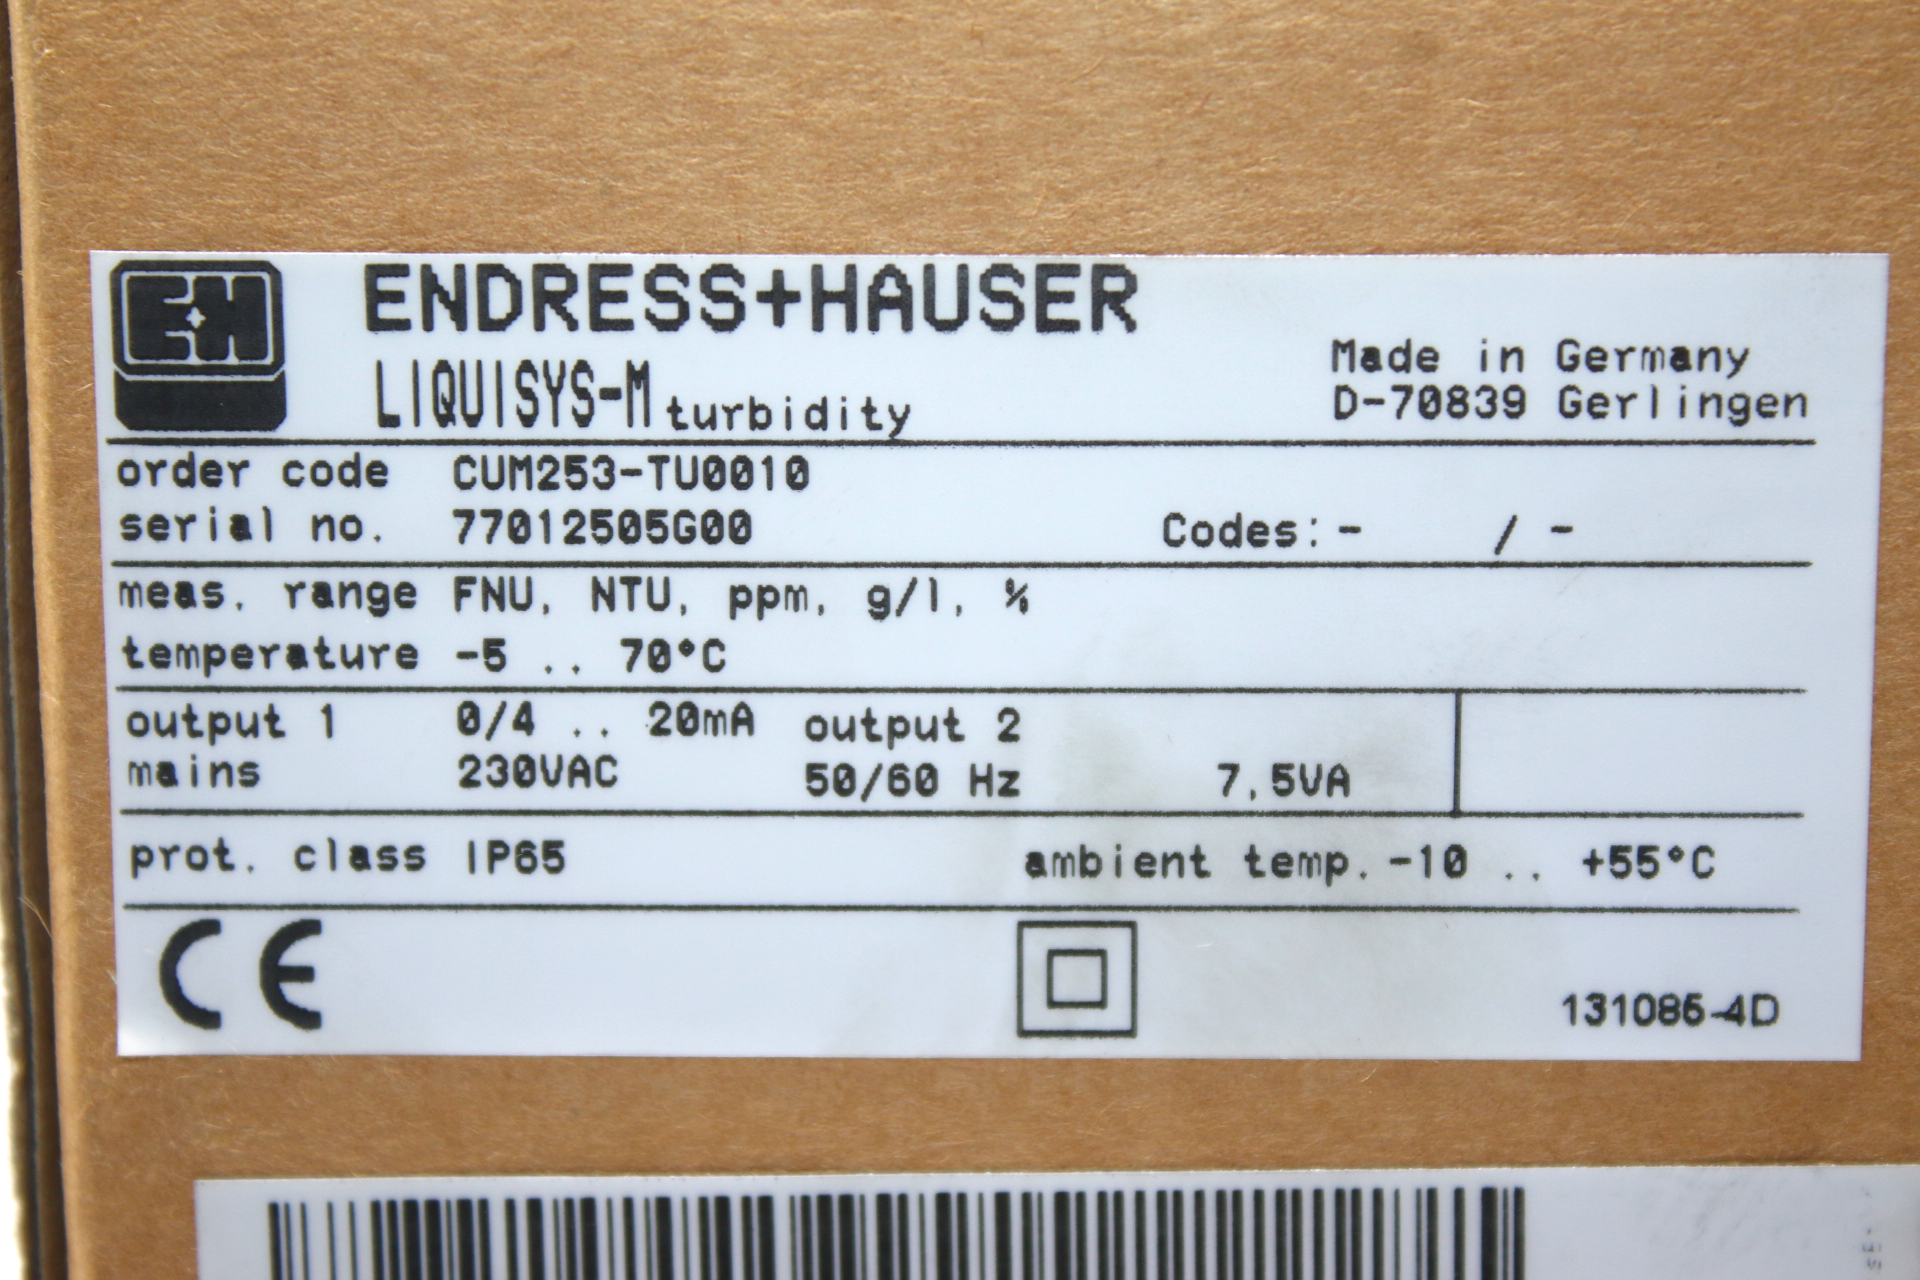 E+H
ENDRESS+HAUSER
LIQUISYS-M turbidity
Made in Germany
D-70839 Gerlingen
order code CUM253-TU0010
serial no. 77012505G00 Codes: - / -
meas. range FNU, NTU, ppm, g/l, %
temperature -5 .. 70°C
output 1 0/4 .. 20mA output 2
mains 230VAC 50/60 Hz 7,5VA
prot. class IP65 ambient temp. -10 .. +55°C
CE
131086-4D